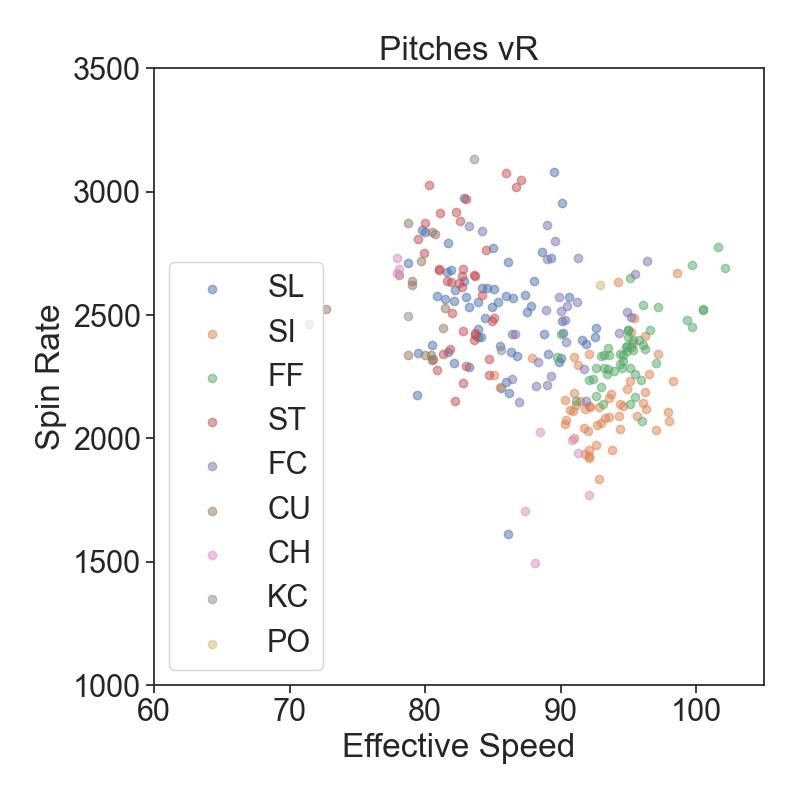 Pitches vR
3500
3000
2500
2000
1500
1000
Spin Rate
SL
SI
FF
ST
FC
CU
CH
KC
PO
60 70 80 90 100
Effective Speed